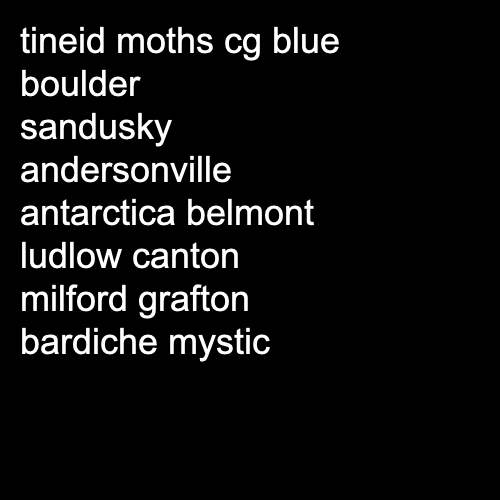 tineid moths cg blue
boulder
sandusky
andersonville
antarctica belmont
ludlow canton
milford grafton
bardiche mystic